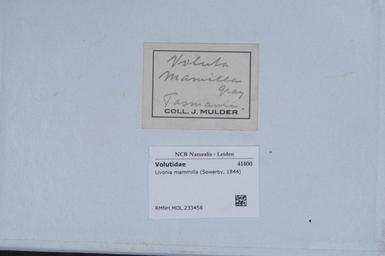 Voluta
Mamilla
Gray
Tasmania.
COLL. J. MULDER
NCB Naturalis - Leiden
Volutidae 41400
Livonia mammilla (Sowerby, 1844)
RMNH.MOL.233458